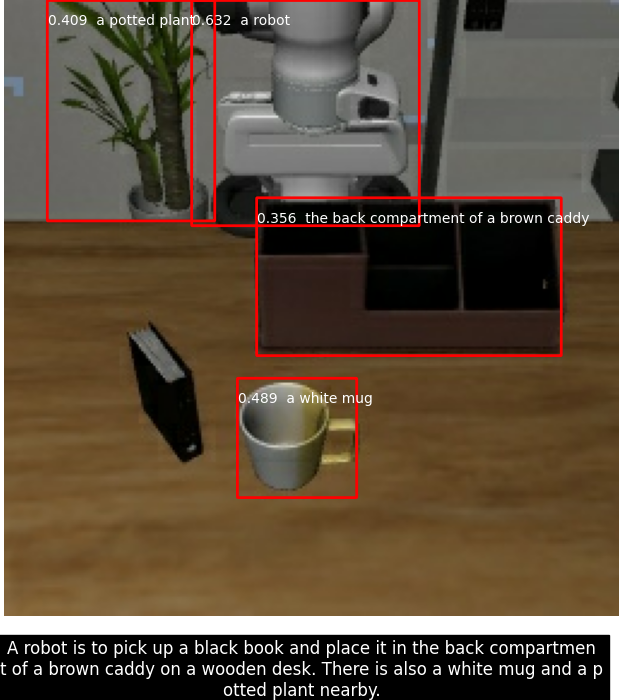 0.409 a potted plant
0.632 a robot
0.356 the back compartment of a brown caddy
0.489 a white mug
A robot is to pick up a black book and place it in the back compartmen
t of a brown caddy on a wooden desk. There is also a white mug and a p
otted plant nearby.